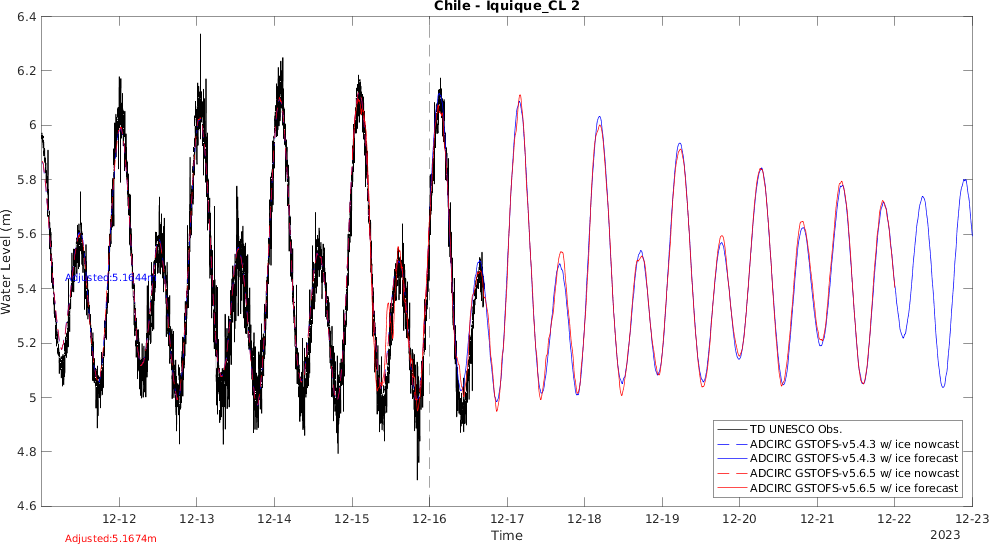 Chile - Iquique_CL 2
Water Level (m)
6.4
6.2
6
5.8
5.6
5.4
5.2
5
4.8
4.6
Adjusted:5.1644m
TD UNESCO Obs.
ADCIRC GSTOFS-v5.4.3 w/ ice nowcast
ADCIRC GSTOFS-v5.4.3 w/ ice forecast
ADCIRC GSTOFS-v5.6.5 w/ ice nowcast
ADCIRC GSTOFS-v5.6.5 w/ ice forecast
12-12 12-13 12-14 12-15 12-16 12-17 12-18 12-19 12-20 12-21 12-22 12-23
Time
2023
Adjusted:5.1674m